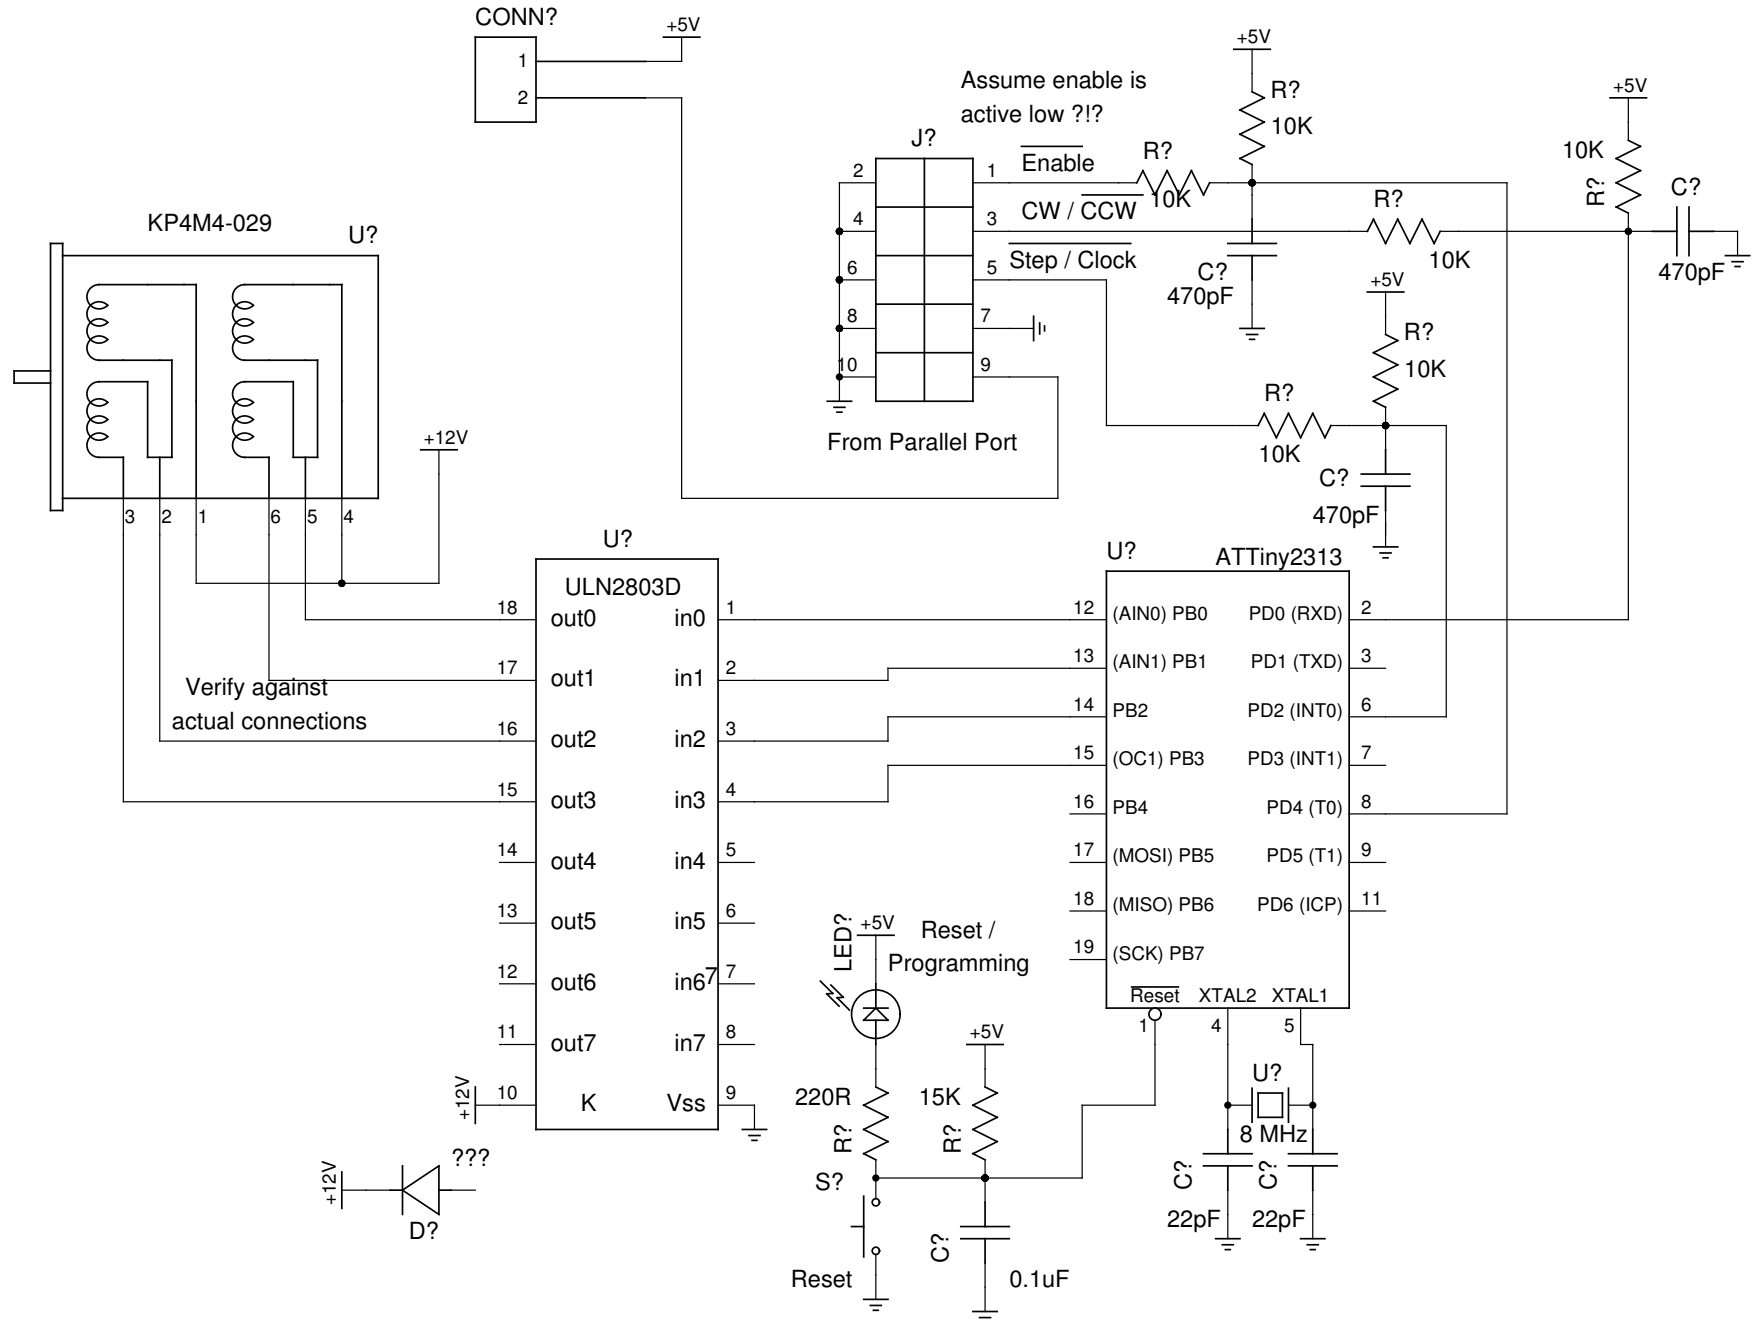 CONN?
+5V
1
2
Assume enable is
active low ?!?
J?
2
4
6
8
10
1
3
5
7
9
Enable
CW / CCW
Step / Clock
From Parallel Port
R?
10K
+5V
R?
10K
C?
470pF
R?
10K
+5V
10K
R?
C?
470pF
+5V
R?
10K
R?
10K
C?
470pF
KP4M4-029
U?
3
2
1
6
5
4
+12V
Verify against
actual connections
U?
ULN2803D
18 out0 in0 1
17 out1 in1 2
16 out2 in2 3
15 out3 in3 4
14 out4 in4 5
13 out5 in5 6
12 out6 in67 7
11 out7 in7 8
10 K Vss 9
+12V
+12V
???
D?
U?
ATTiny2313
12 (AIN0) PB0 PD0 (RXD) 2
13 (AIN1) PB1 PD1 (TXD) 3
14 PB2 PD2 (INT0) 6
15 (OC1) PB3 PD3 (INT1) 7
16 PB4 PD4 (T0) 8
17 (MOSI) PB5 PD5 (T1) 9
18 (MISO) PB6 PD6 (ICP) 11
19 (SCK) PB7
Reset XTAL2 XTAL1
1 4 5
U?
8 MHz
C?
22pF
C?
22pF
LED?
+5V
Reset /
Programming
220R
R?
+5V
15K
R?
S?
Reset
C?
0.1uF